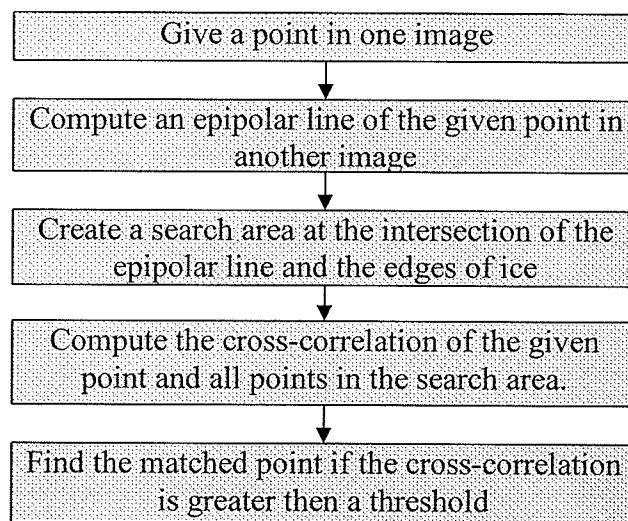 Give a point in one image
Compute an epipolar line of the given point in
another image
Create a search area at the intersection of the
epipolar line and the edges of ice
Compute the cross-correlation of the given
point and all points in the search area.
Find the matched point if the cross-correlation
is greater then a threshold